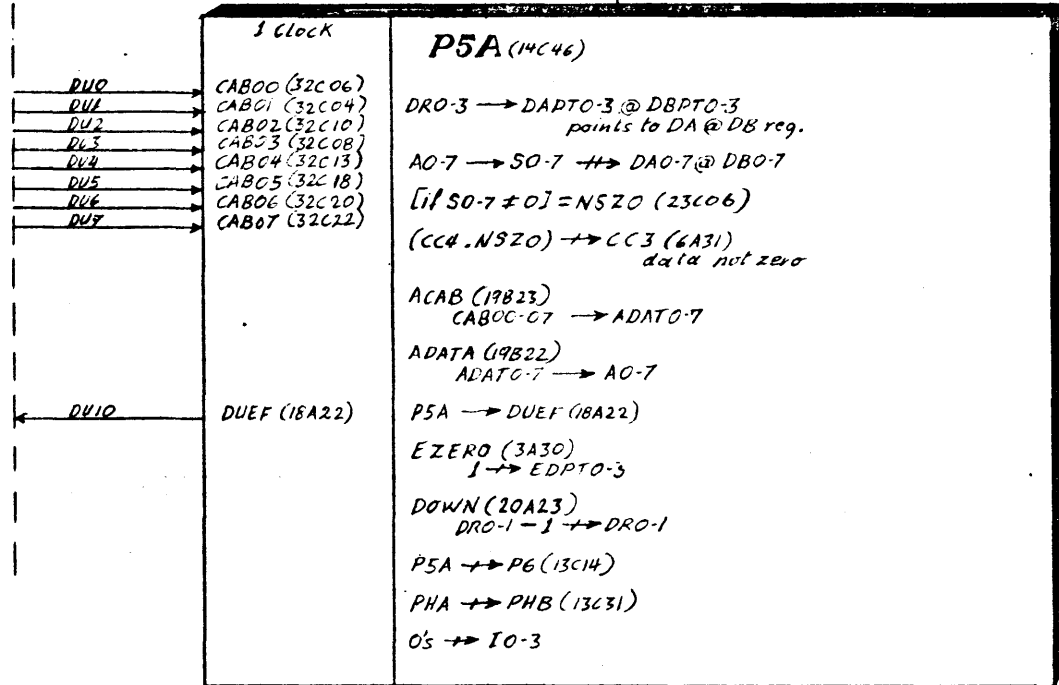 1 Clock
P5A (14C46)
DU0 CAB00 (32C06)
DU1 CAB01 (32C04)
DU2 CAB02 (32C10)
DU3 CAB03 (32C08)
DU4 CAB04 (32C13)
DU5 CAB05 (32C18)
DU6 CAB06 (32C20)
DU7 CAB07 (32C22)
DR0-3 → DAPT0-3 @ DBPT0-3
points to DA @ DB reg.
A0-7 → S0-7 ⇸ DA0-7 @ DB0-7
[if S0-7 ≠ 0] = NSZ0 (23C06)
(CC4.NSZ0) ⇸ CC3 (6A31)
data not zero
ACAB (19B23)
CAB00-07 → ADAT0-7
ADATA (19B22)
ADAT0-7 → A0-7
DU10 DUEF (18A22)
P5A → DUEF (18A22)
EZERO (3A30)
1 ⇸ EDPT0-3
DOWN (20A23)
DR0-1 - 1 ⇸ DR0-1
P5A ⇸ P6 (13C14)
PHA ⇸ PHB (13C31)
0's ⇸ I0-3